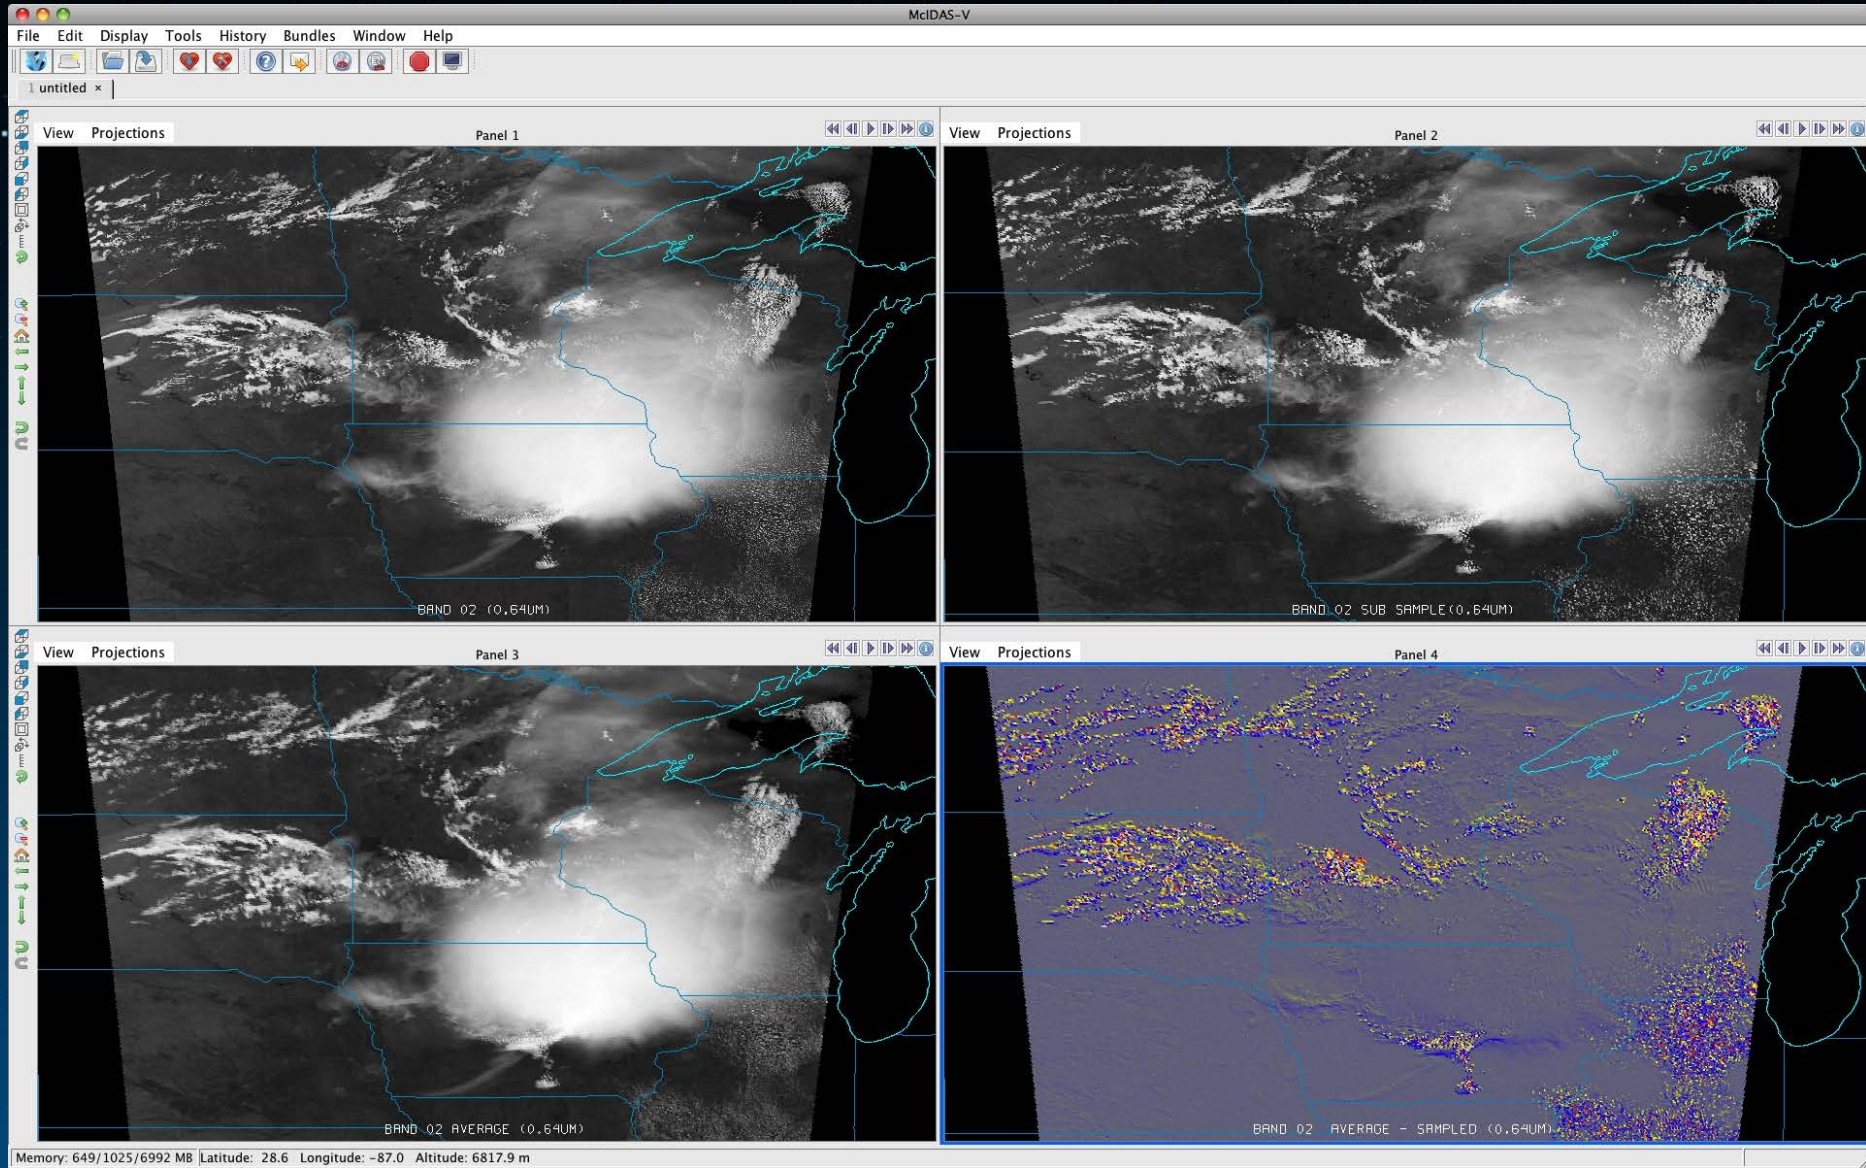 McIDAS-V
File Edit Display Tools History Bundles Window Help
1 untitled ×
View Projections Panel 1
View Projections Panel 2
BAND 02 (0.64UM)
BAND 02 SUB SAMPLE(0.64UM)
View Projections Panel 3
View Projections Panel 4
BAND 02 AVERAGE (0.64UM)
BAND 02 AVERAGE - SAMPLED (0.64UM)
Memory: 649/1025/6992 MB Latitude: 28.6 Longitude: -87.0 Altitude: 6817.9 m